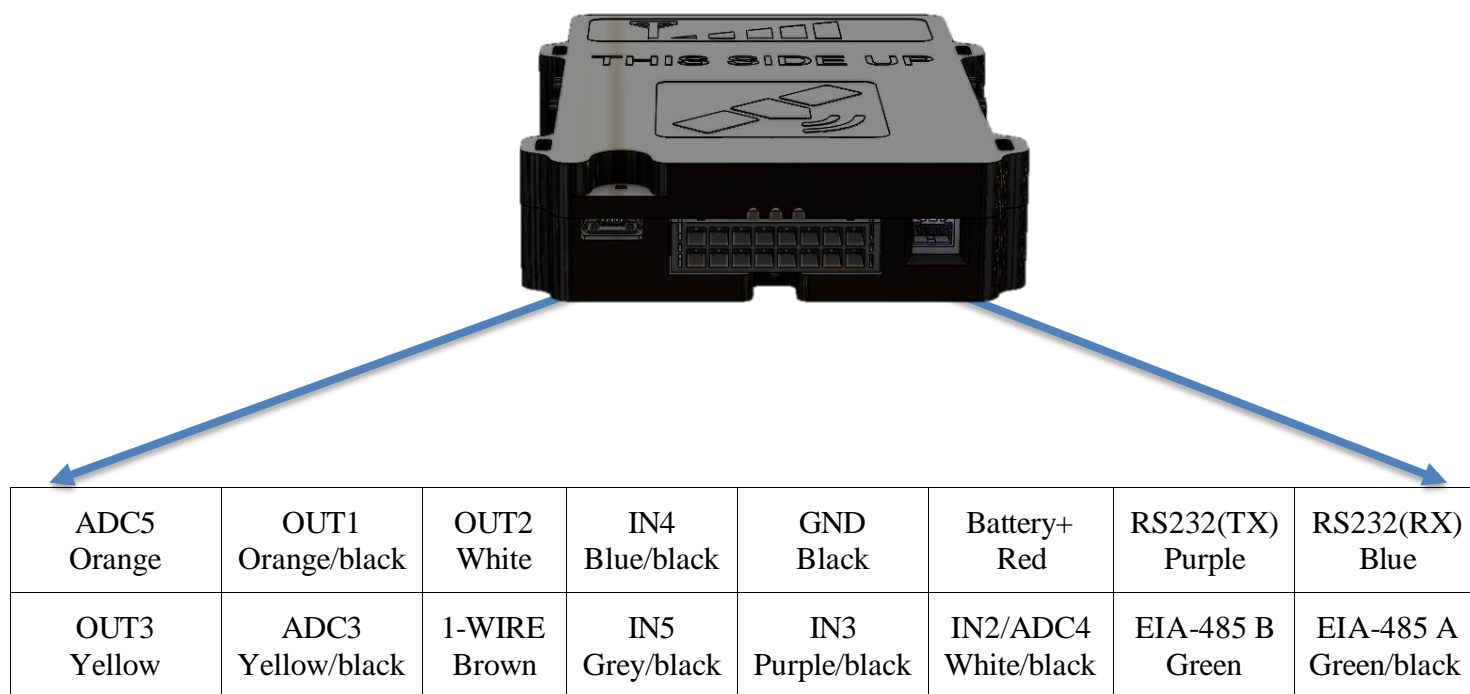 THIS SIDE UP
ADC5 OUT1 OUT2 IN4 GND Battery+ RS232(TX) RS232(RX)
Orange Orange/black White Blue/black Black Red Purple Blue
OUT3 ADC3 1-WIRE IN5 IN3 IN2/ADC4 EIA-485 B EIA-485 A
Yellow Yellow/black Brown Grey/black Purple/black White/black Green Green/black